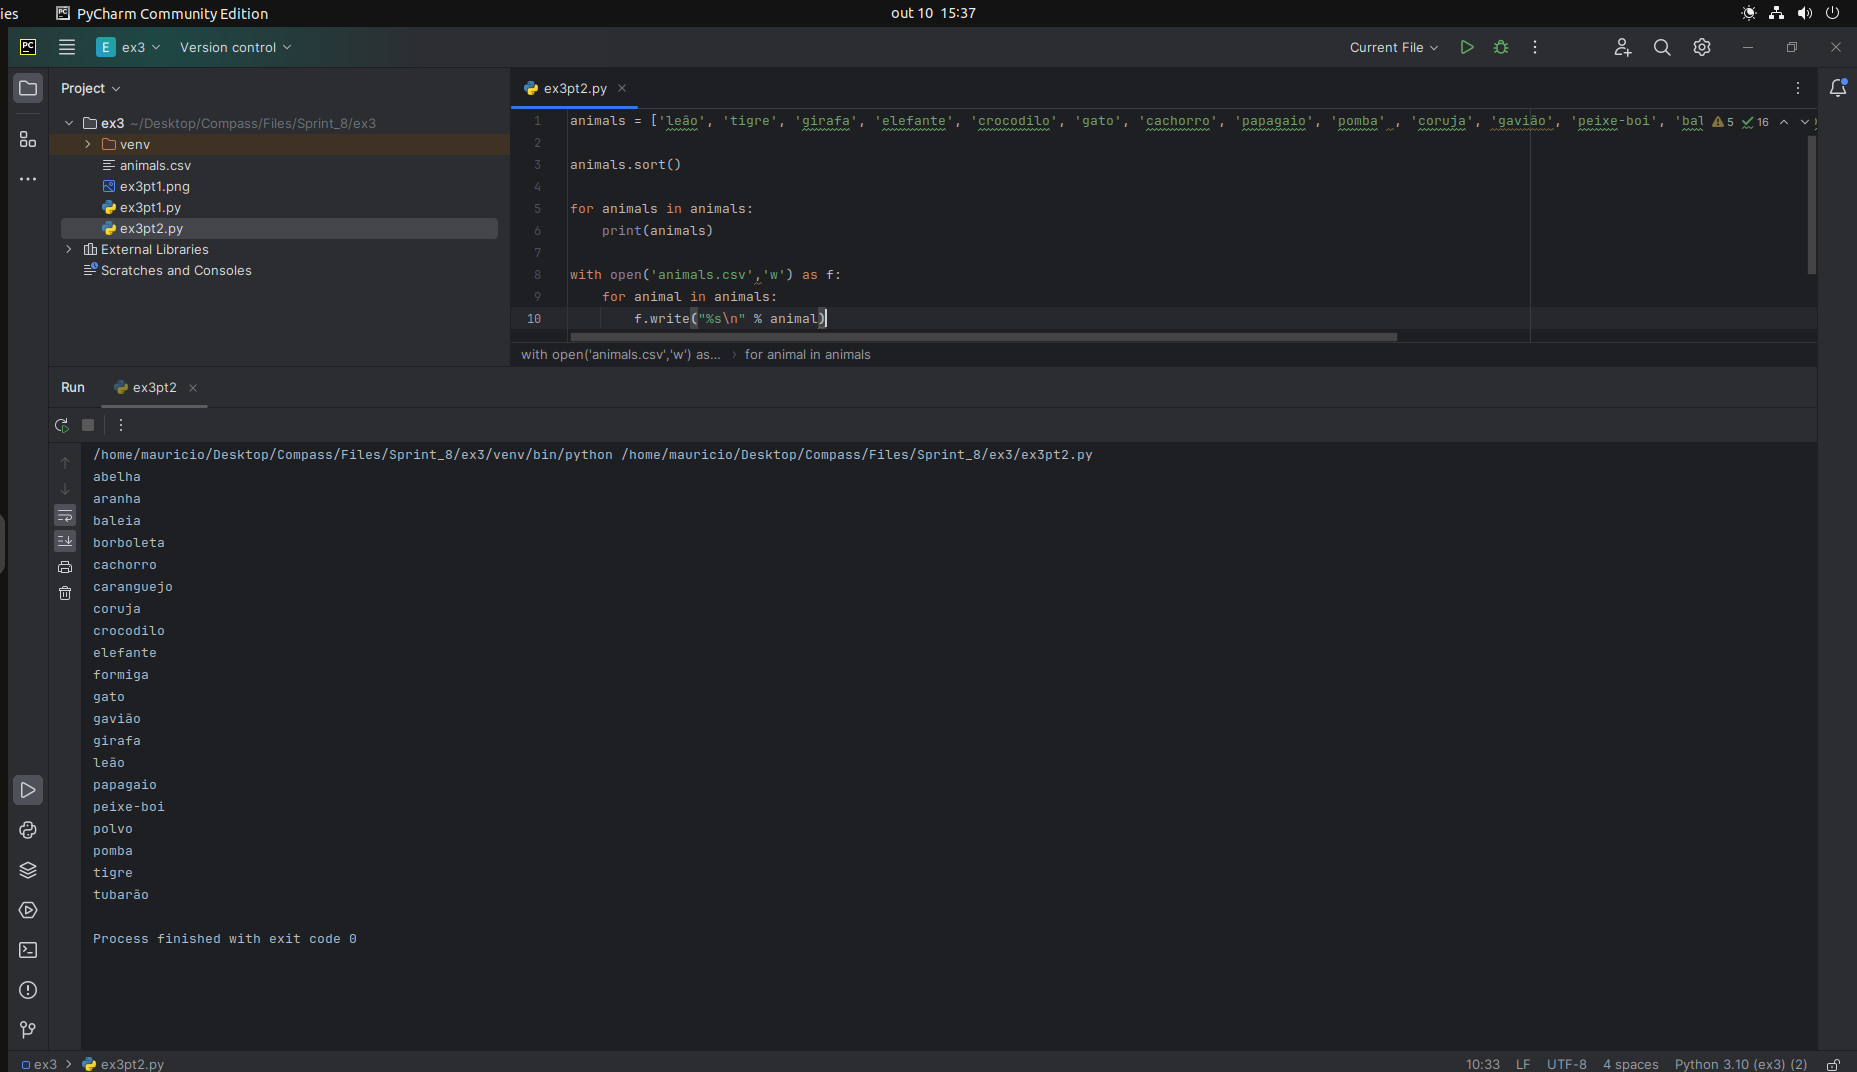 ies
PyCharm Community Edition
out 10 15:37
PC
E ex3
Version control
Current File
Project
ex3 ~/Desktop/Compass/Files/Sprint_8/ex3
venv
animals.csv
ex3pt1.png
ex3pt1.py
ex3pt2.py
External Libraries
Scratches and Consoles
ex3pt2.py
1 animals = ['leão', 'tigre', 'girafa', 'elefante', 'crocodilo', 'gato', 'cachorro', 'papagaio', 'pomba' , 'coruja', 'gavião', 'peixe-boi', 'bal
5 16
2
3 animals.sort()
4
5 for animals in animals:
6 print(animals)
7
8 with open('animals.csv','w') as f:
9 for animal in animals:
10 f.write("%s\n" % animal)
with open('animals.csv','w') as... › for animal in animals
Run ex3pt2
/home/mauricio/Desktop/Compass/Files/Sprint_8/ex3/venv/bin/python /home/mauricio/Desktop/Compass/Files/Sprint_8/ex3/ex3pt2.py
abelha
aranha
baleia
borboleta
cachorro
caranguejo
coruja
crocodilo
elefante
formiga
gato
gavião
girafa
leão
papagaio
peixe-boi
polvo
pomba
tigre
tubarão
Process finished with exit code 0
ex3 > ex3pt2.py
10:33 LF UTF-8 4 spaces Python 3.10 (ex3) (2)